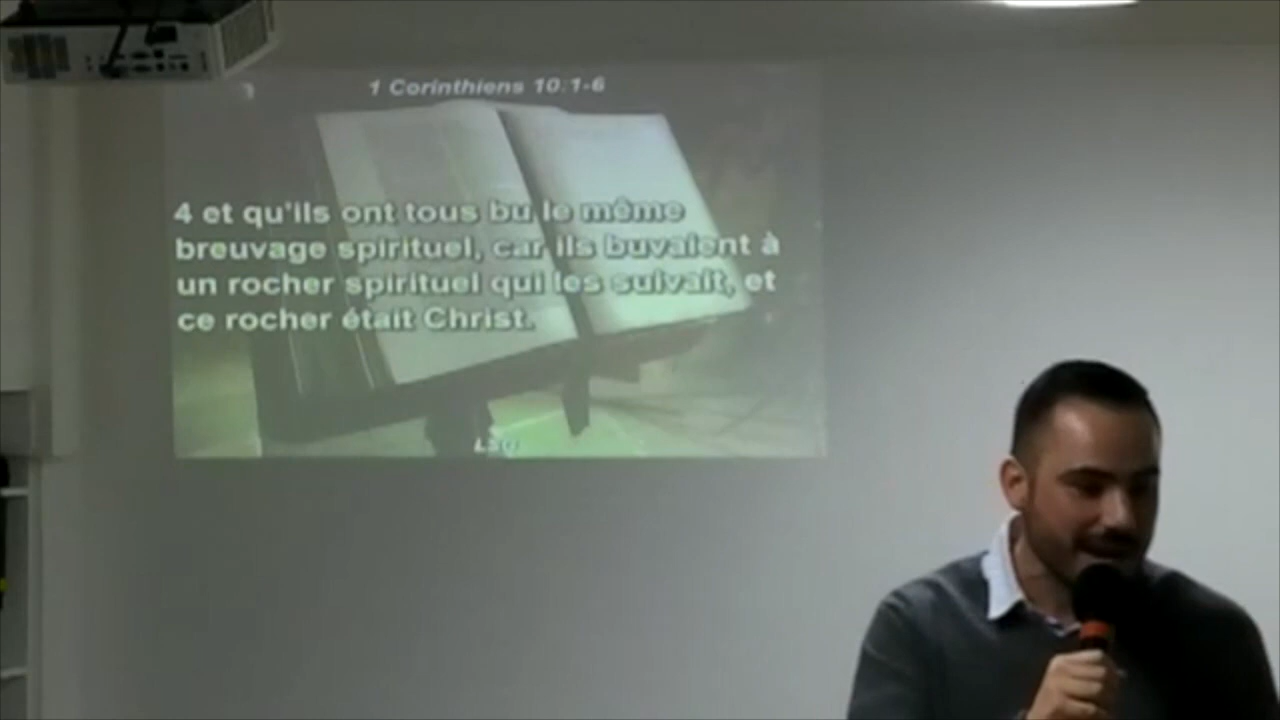 1 Corinthiens 10:1-6
4 et qu'ils ont tous bu le même
breuvage spirituel, car ils buvaient à
un rocher spirituel qui les suivait, et
ce rocher était Christ.